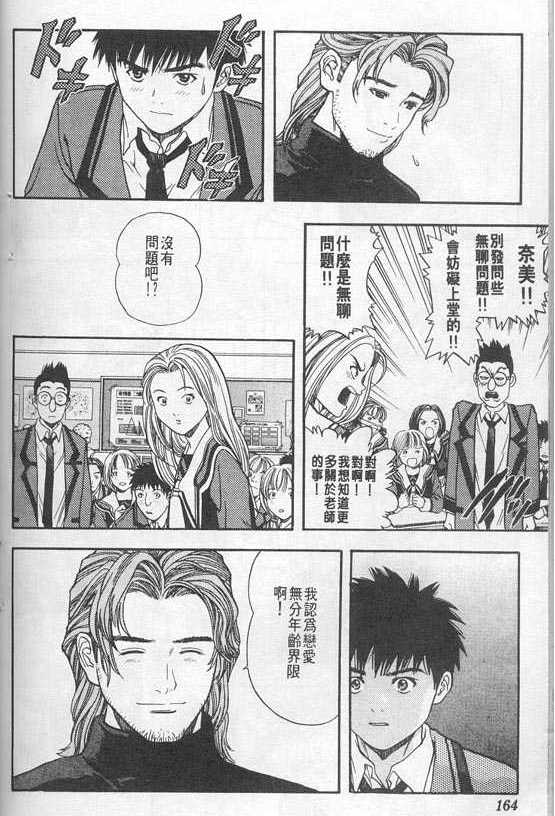 ドキ
ドキ
ドキ
ドキ
奈美!!
別發問些
無聊問題!!
會妨礙上堂的!!
什麼是無聊
問題!!
對啊！
對啊！
我想知道更
多關於老師
的事！
沒有
問題吧!?
我認為戀愛
無分年齡界限
啊！
164